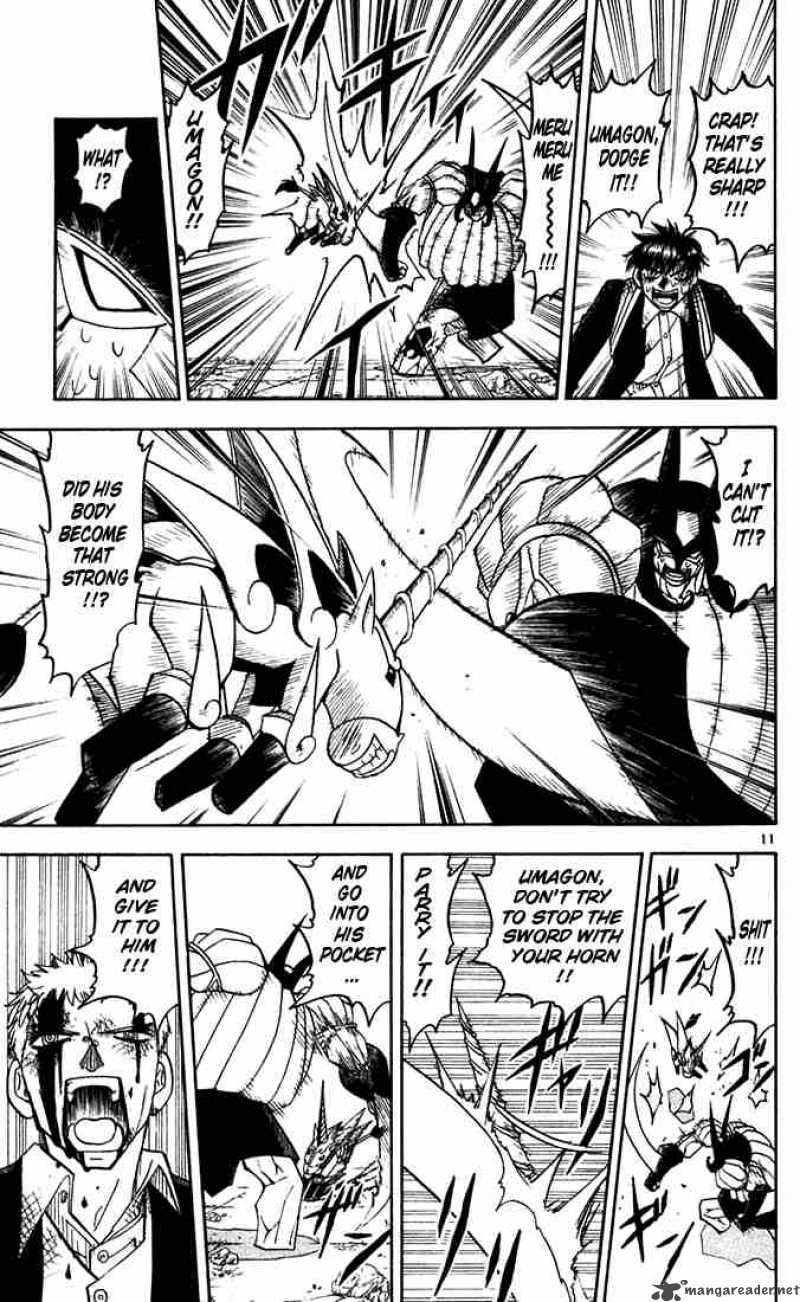 CRAP!
THAT'S
REALLY
SHARP
!!!
UMAGON,
DODGE
IT!!
MERU
MERU
ME
~~~~
!!!
UMAGON!!
WHAT
!?
I
CAN'T
CUT
IT!?
DID HIS
BODY
BECOME
THAT
STRONG
!!?
11
SHIT
!!!
UMAGON,
DON'T TRY
TO STOP THE
SWORD WITH
YOUR HORN
!!
PARRY IT!!
AND GO
INTO
HIS
POCKET
...
AND
GIVE
IT TO
HIM
!!!
mangareader.net